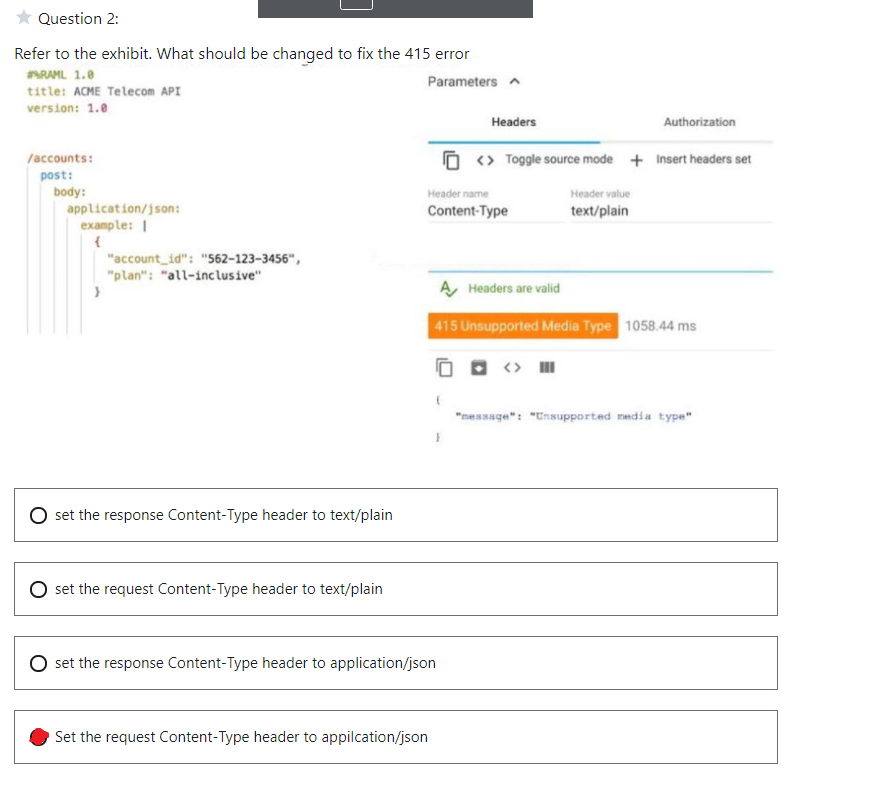 Question 2:
Refer to the exhibit. What should be changed to fix the 415 error
#%RAML 1.0
title: ACME Telecom API
version: 1.0
/accounts:
post:
body:
application/json:
example: |
{
"account_id": "562-123-3456",
"plan": "all-inclusive"
}
Parameters
Headers Authorization
<> Toggle source mode + Insert headers set
Header name Header value
Content-Type text/plain
Headers are valid
415 Unsupported Media Type 1058.44 ms
<>
{
"message": "Unsupported media type"
}
set the response Content-Type header to text/plain
set the request Content-Type header to text/plain
set the response Content-Type header to application/json
Set the request Content-Type header to appilcation/json